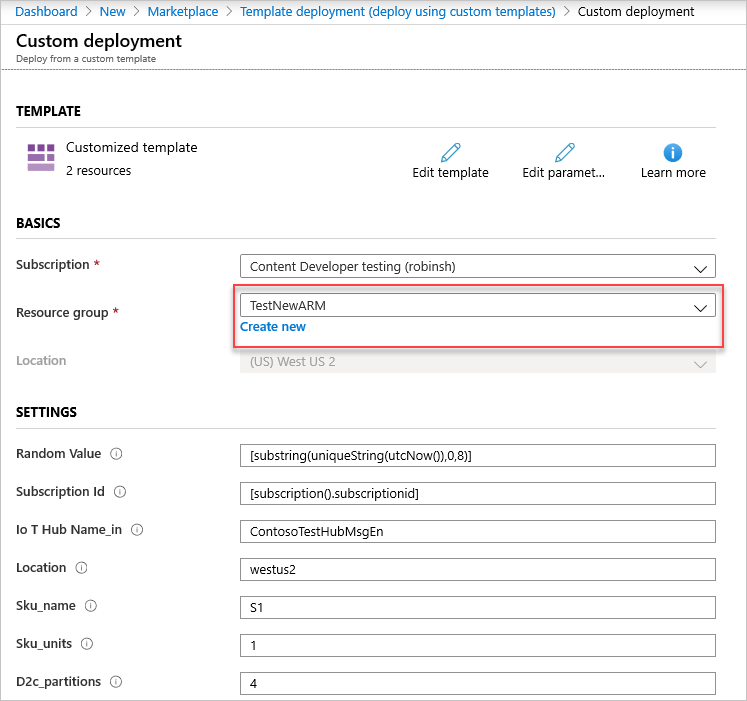 Dashboard > New > Marketplace > Template deployment (deploy using custom templates) > Custom deployment
Custom deployment
Deploy from a custom template
TEMPLATE
Customized template
2 resources
Edit template
Edit paramet...
Learn more
BASICS
Subscription *
Content Developer testing (robinsh)
Resource group *
TestNewARM
Create new
Location
(US) West US 2
SETTINGS
Random Value
[substring(uniqueString(utcNow()),0,8)]
Subscription Id
[subscription().subscriptionid]
Io T Hub Name_in
ContosoTestHubMsgEn
Location
westus2
Sku_name
S1
Sku_units
1
D2c_partitions
4